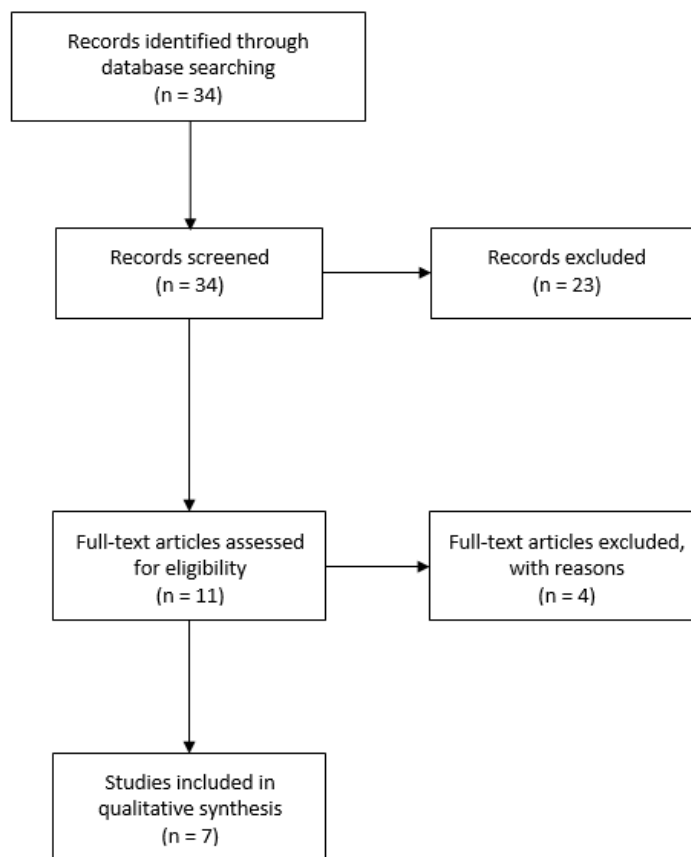 Records identified through
database searching
(n = 34)
Records screened
(n = 34)
Records excluded
(n = 23)
Full-text articles assessed
for eligibility
(n = 11)
Full-text articles excluded,
with reasons
(n = 4)
Studies included in
qualitative synthesis
(n = 7)